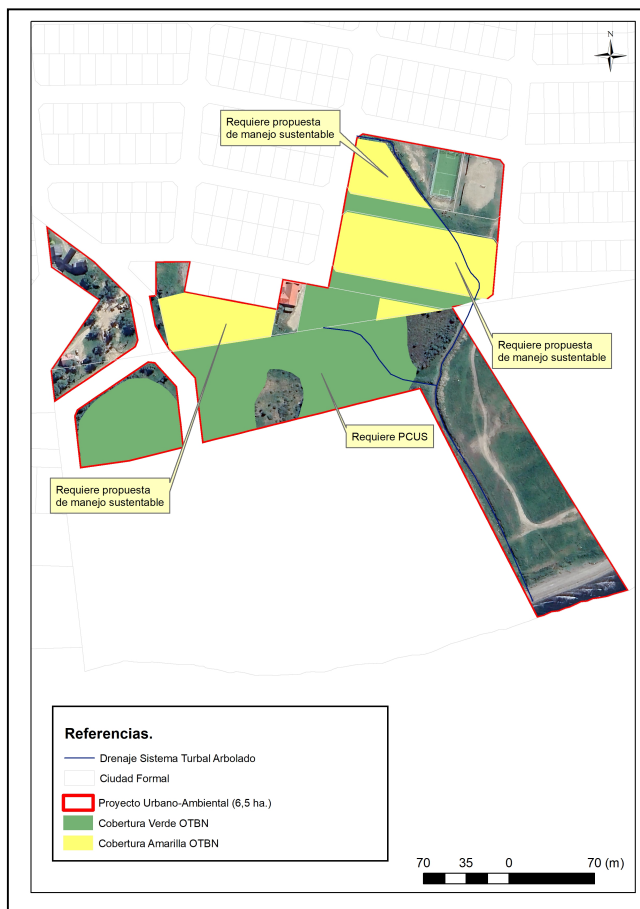 N
Requiere propuesta
de manejo sustentable
Requiere propuesta
de manejo sustentable
Requiere PCUS
Requiere propuesta
de manejo sustentable
Referencias.
Drenaje Sistema Turbal Arbolado
Ciudad Formal
Proyecto Urbano-Ambiental (6,5 ha.)
Cobertura Verde OTBN
Cobertura Amarilla OTBN
70 35 0 70 (m)